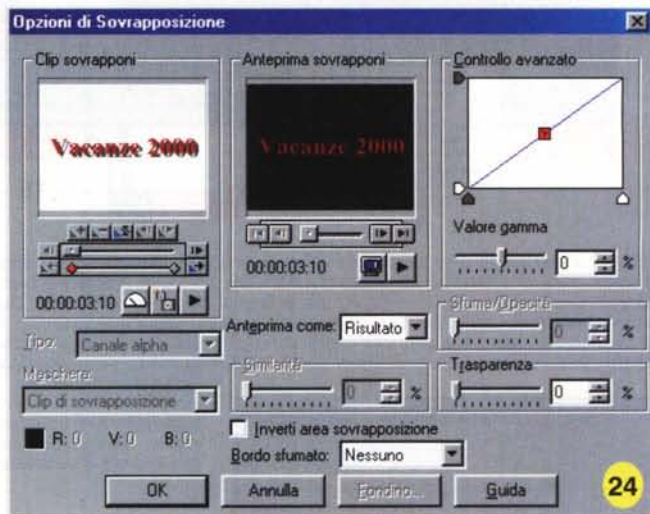 Opzioni di Sovrapposizione
Clip sovrapponi
Vacanze 2000
00:00:03:10
Tipo:
Canale alpha
Maschera:
Clip di sovrapposizione
R: 0 V: 0 B: 0
Anteprima sovrapponi
Vacanze 2000
00:00:03:10
Anteprima come: Risultato
Similarità
0 %
Inverti area sovrapposizione
Bordo sfumato: Nessuno
Controllo avanzato
Valore gamma
0 %
Sfuma/Opacità
0 %
Trasparenza
0 %
OK
Annulla
Fondino...
Guida
24